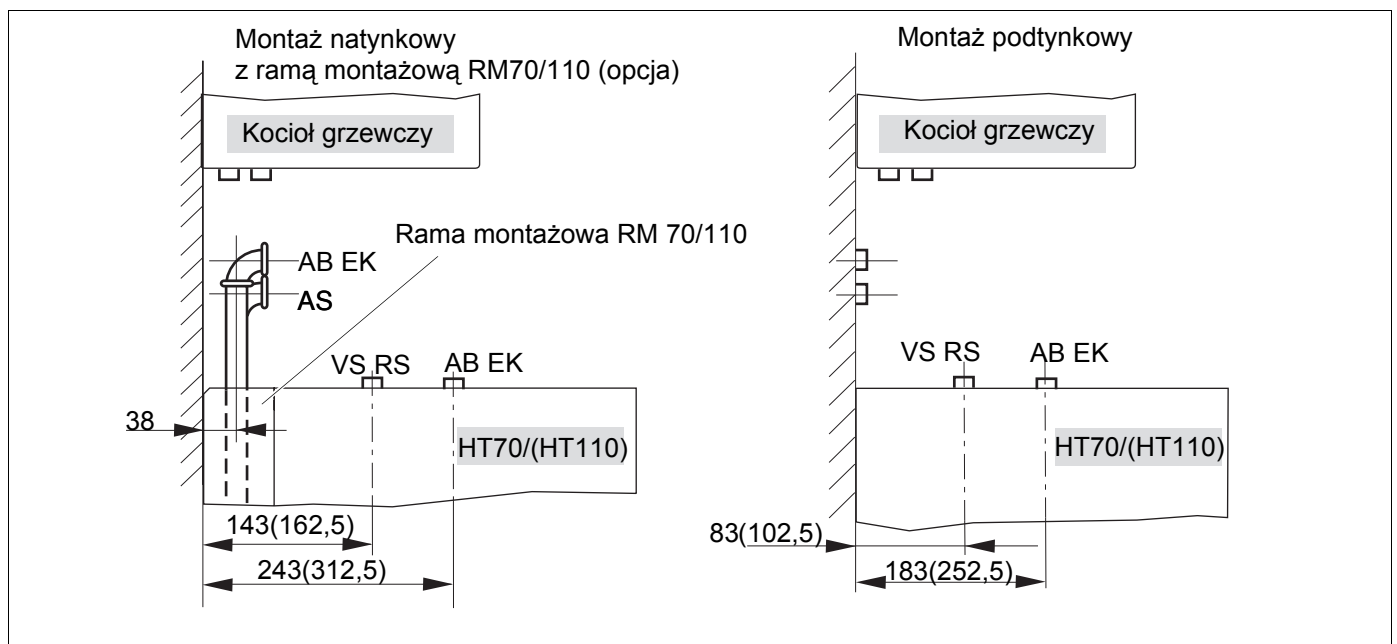 Montaż natynkowy
z ramą montażową RM70/110 (opcja)
Kocioł grzewczy
Rama montażowa RM 70/110
AB EK
AS
VS RS
AB EK
38
HT70/(HT110)
143(162,5)
243(312,5)
Montaż podtynkowy
Kocioł grzewczy
VS RS
AB EK
HT70/(HT110)
83(102,5)
183(252,5)